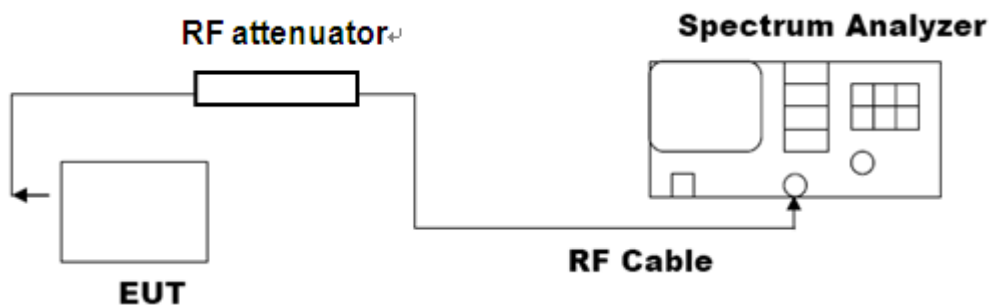 RF attenuator↵
Spectrum Analyzer
RF Cable
EUT